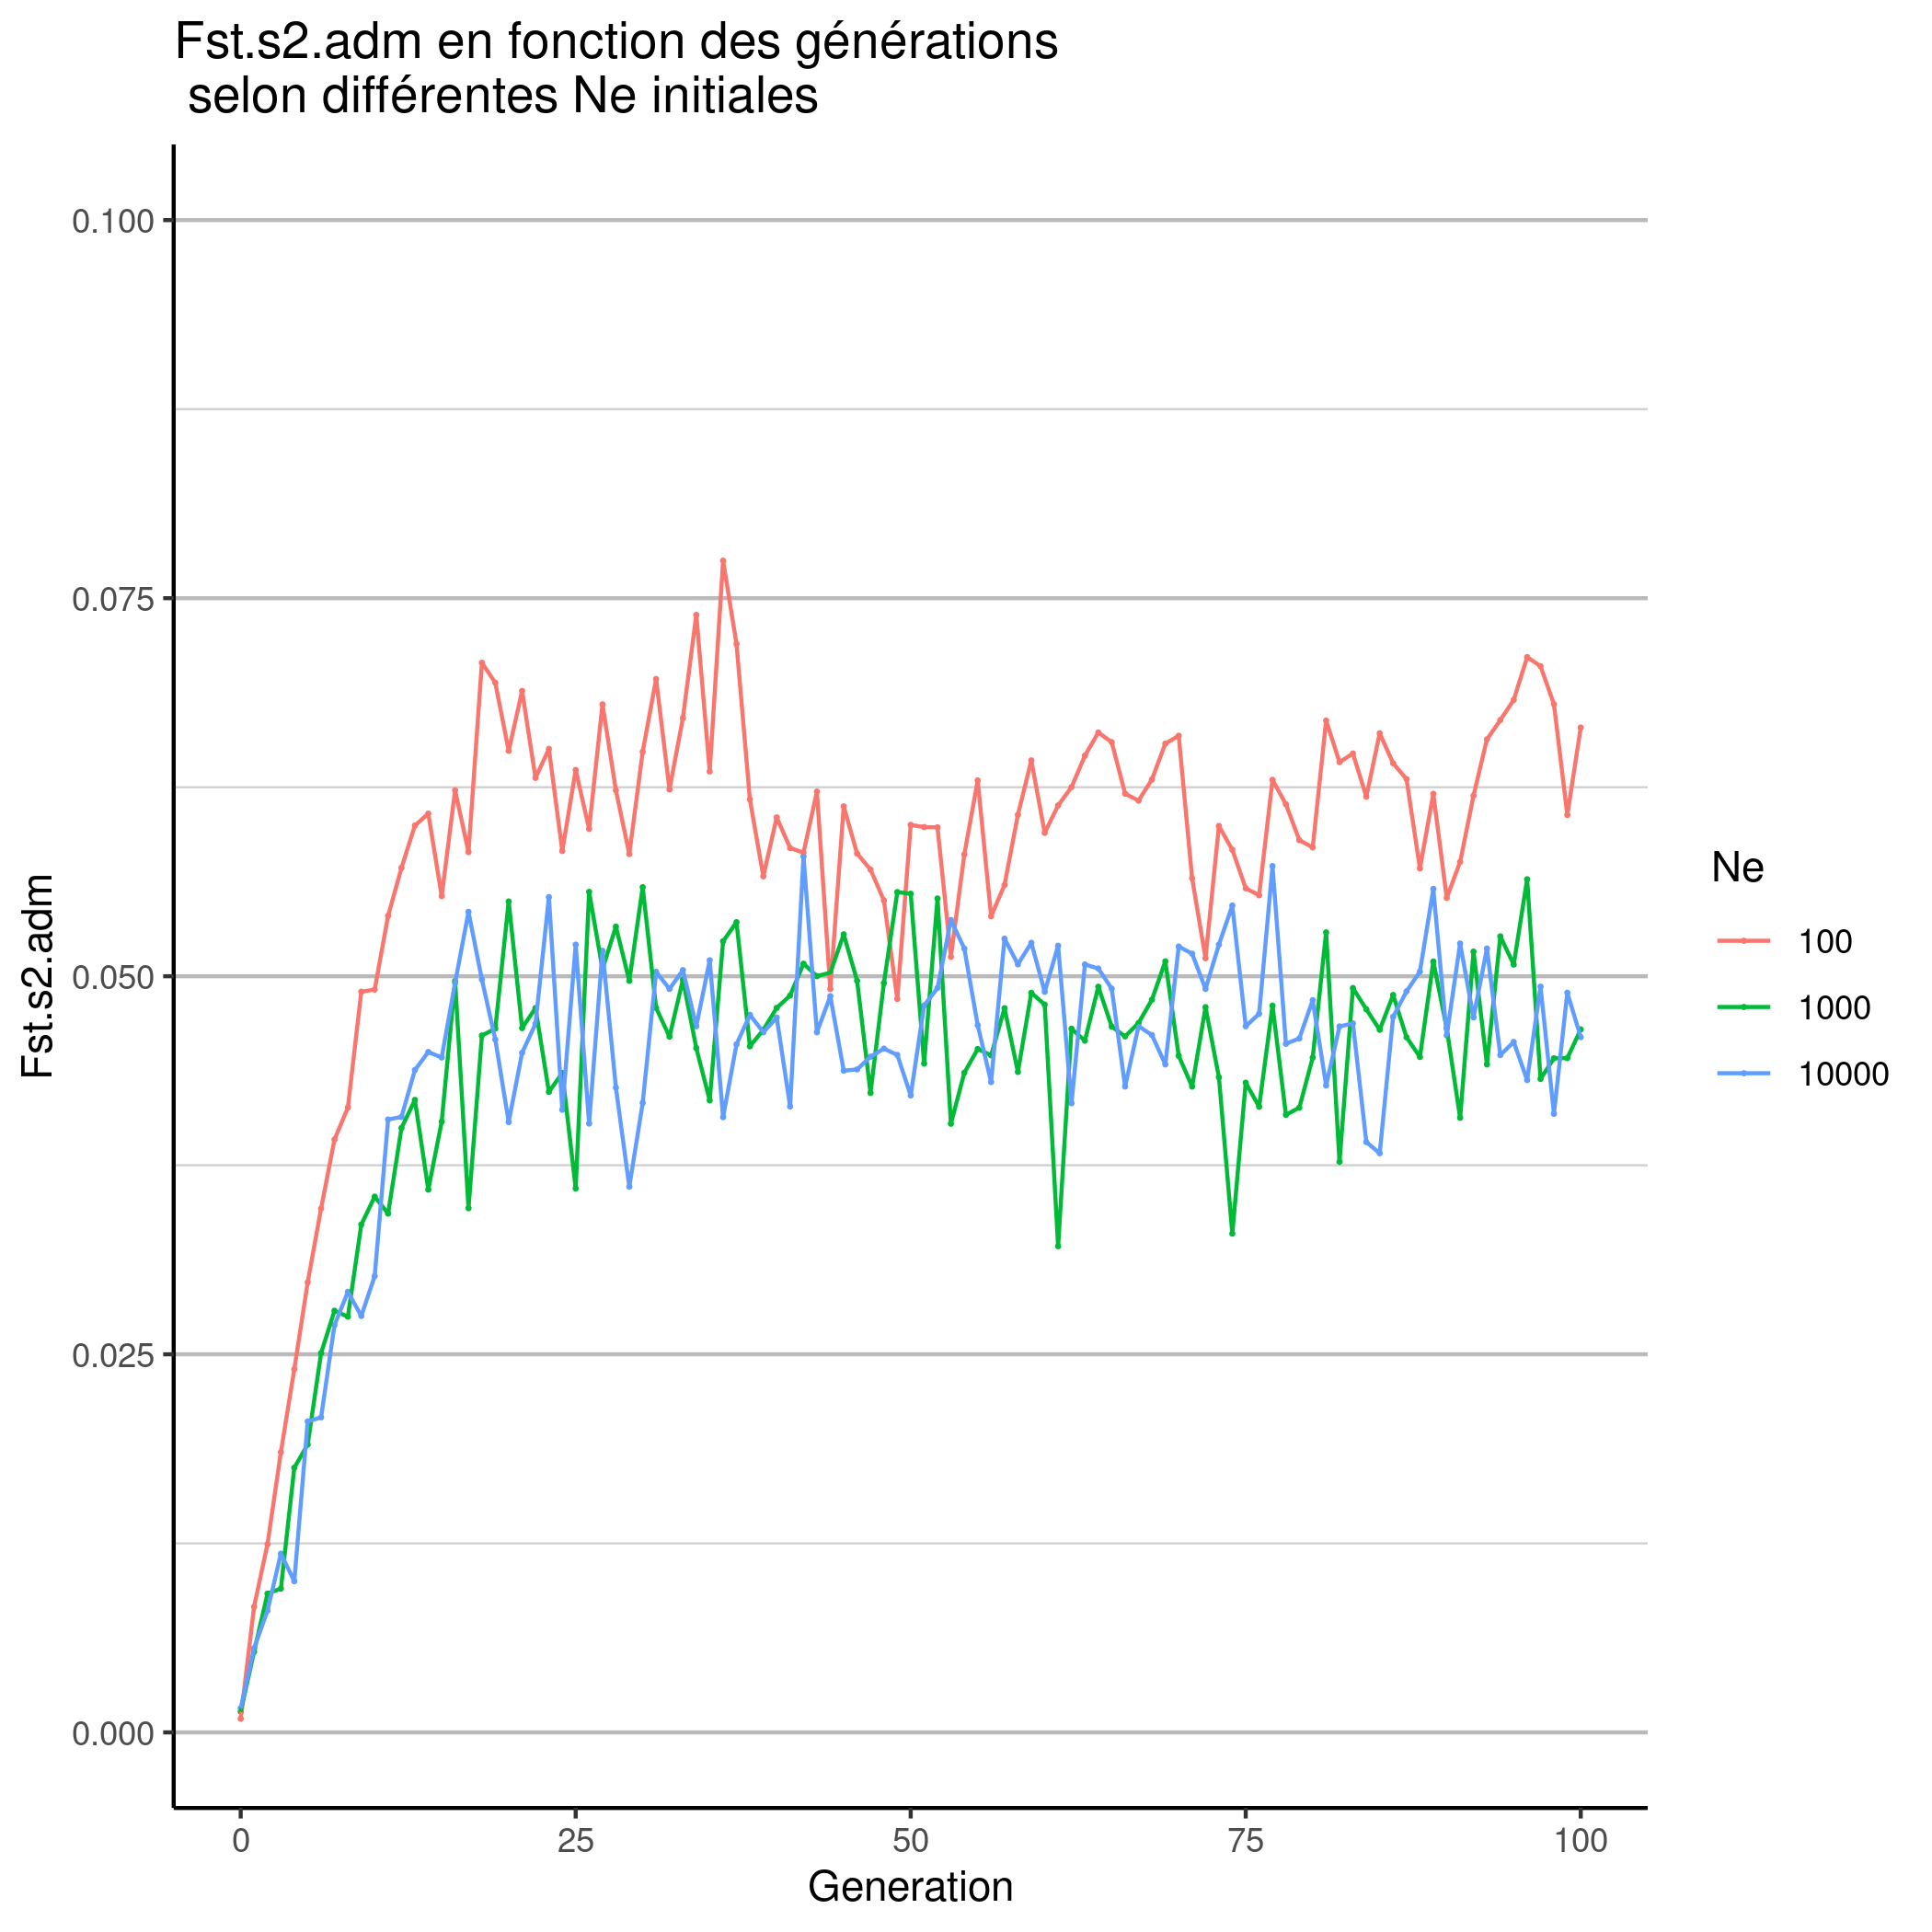 Fst.s2.adm en fonction des générations
selon différentes Ne initiales
0.100
0.075
0.050
0.025
0.000
Fst.s2.adm
0
25
50
75
100
Generation
Ne
100
1000
10000